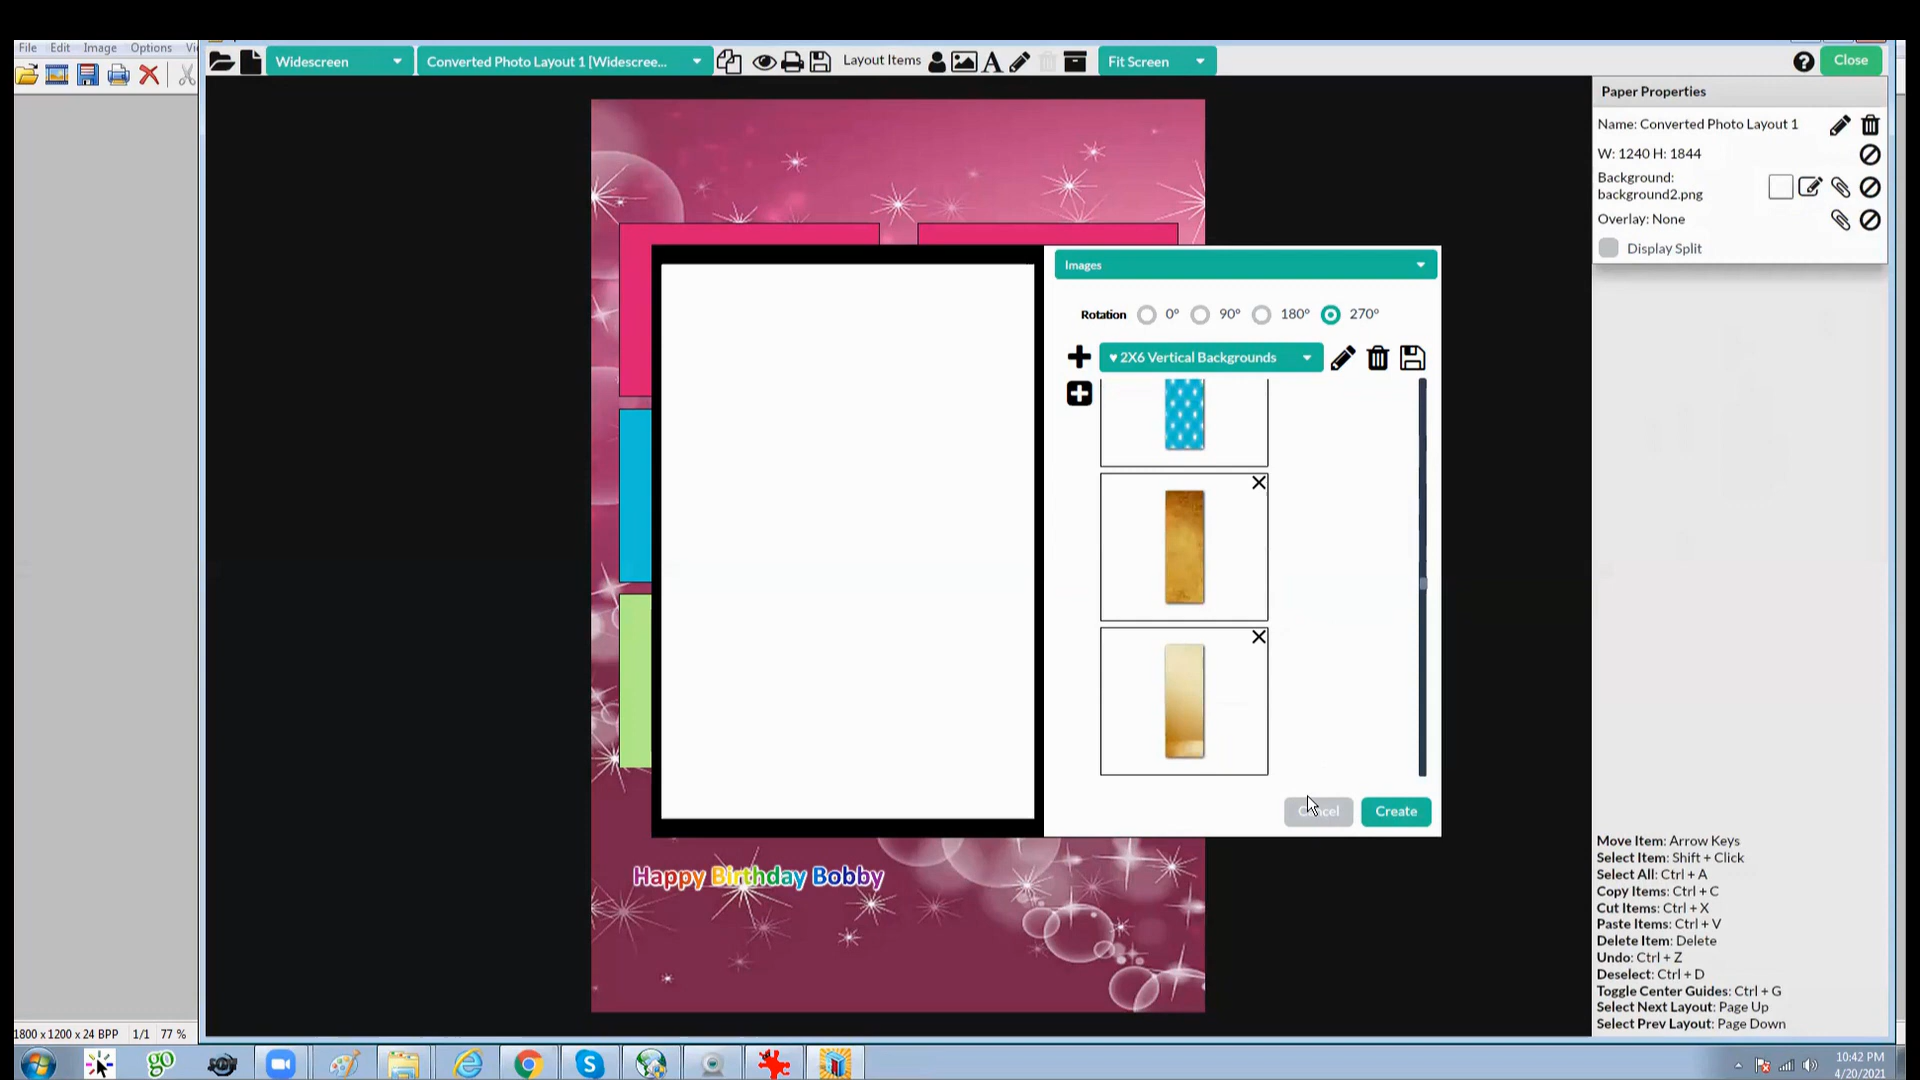 File Edit Image Options
Widescreen
Converted Photo Layout 1 [Widescree...
Layout Items
Fit Screen
Close
Paper Properties
Name: Converted Photo Layout 1
W: 1240 H: 1844
Background:
background2.png
Overlay: None
Display Split
Images
Rotation 0° 90° 180° 270°
♥ 2X6 Vertical Backgrounds
Create
Happy Birthday Bobby
Move Item: Arrow Keys
Select Item: Shift + Click
Select All: Ctrl + A
Copy Items: Ctrl + C
Cut Items: Ctrl + X
Paste Items: Ctrl + V
Delete Item: Delete
Undo: Ctrl + Z
Deselect: Ctrl + D
Toggle Center Guides: Ctrl + G
Select Next Layout: Page Up
Select Prev Layout: Page Down
1800 x 1200 x 24 BPP 1/1 77 %
go
10:42 PM
4/20/2021